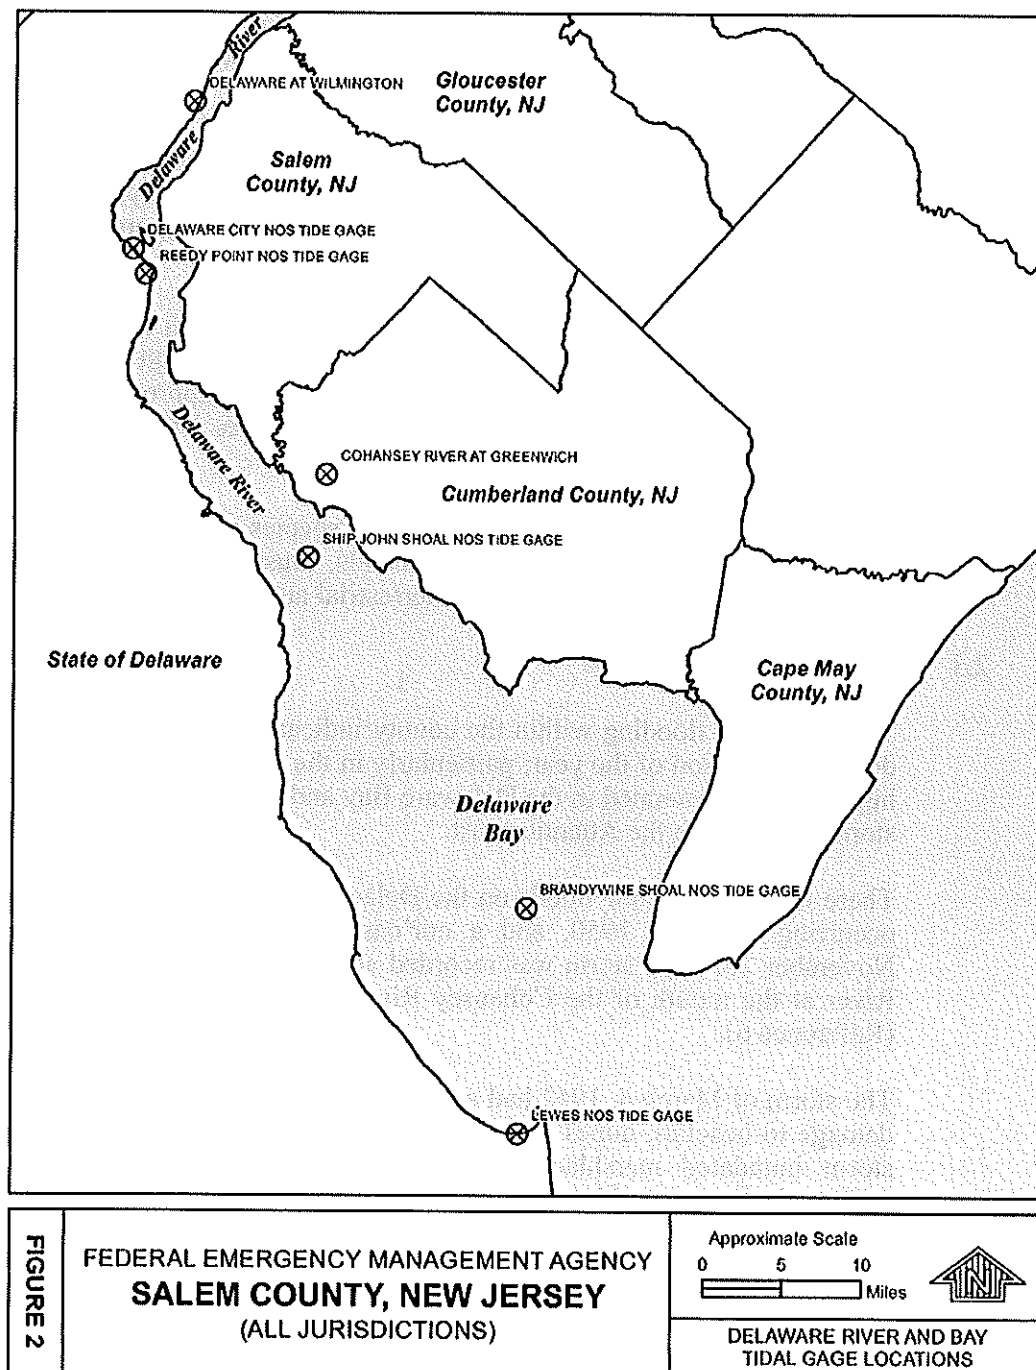 River
DELAWARE AT WILMINGTON
Gloucester
County, NJ
Delaware
Salem
County, NJ
DELAWARE CITY NOS TIDE GAGE
REEDY POINT NOS TIDE GAGE
Delaware River
COHANSEY RIVER AT GREENWICH
Cumberland County, NJ
SHIP JOHN SHOAL NOS TIDE GAGE
State of Delaware
Cape May
County, NJ
Delaware
Bay
BRANDYWINE SHOAL NOS TIDE GAGE
LEWES NOS TIDE GAGE
FIGURE 2
FEDERAL EMERGENCY MANAGEMENT AGENCY
SALEM COUNTY, NEW JERSEY
(ALL JURISDICTIONS)
Approximate Scale
0 5 10
Miles
N
DELAWARE RIVER AND BAY
TIDAL GAGE LOCATIONS